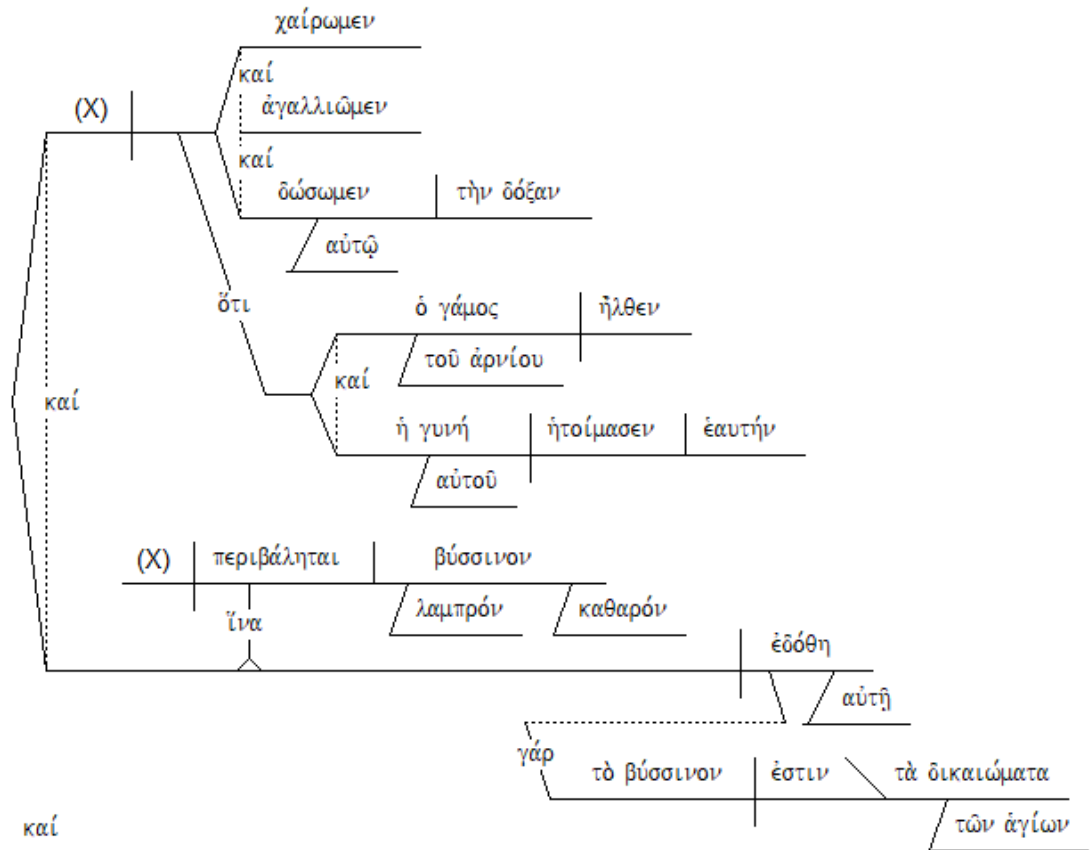 χαίρωμεν
καί
(X) ἀγαλλιῶμεν
καί
δώσωμεν τὴν δόξαν
αὐτῷ
ὅτι ὁ γάμος ἦλθεν
τοῦ ἀρνίου
καί καί
ἡ γυνή ἡτοίμασεν ἑαυτήν
αὐτοῦ
(X) περιβάληται βύσσινον
λαμπρόν καθαρόν
ἵνα
ἐδόθη
αὐτῇ
γάρ
τὸ βύσσινον ἐστιν τὰ δικαιώματα
καί τῶν ἁγίων